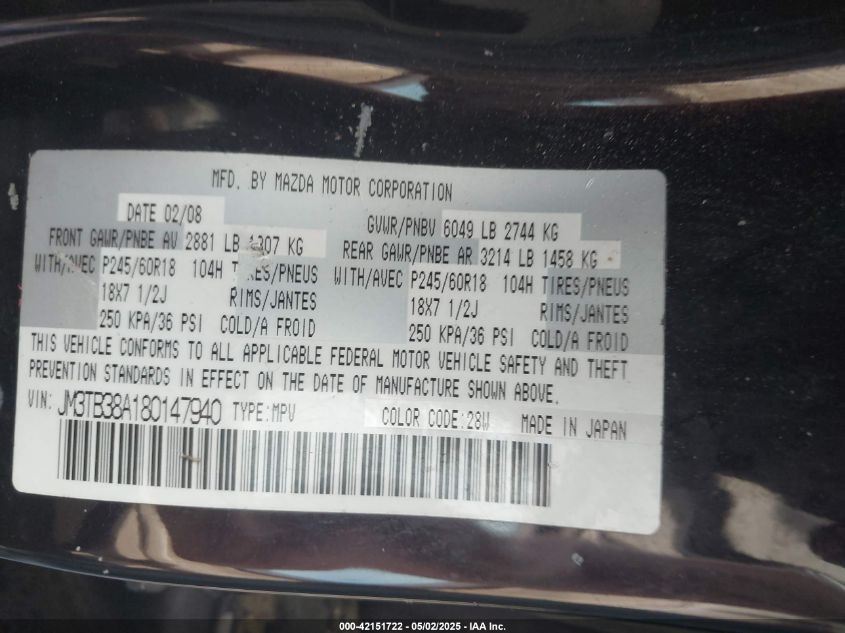 MFD. BY MAZDA MOTOR CORPORATION
DATE 02/08 GVWR/PNBV 6049 LB 2744 KG
FRONT GAWR/PNBE AV 2881 LB 1307 KG REAR GAWR/PNBE AR 3214 LB 1458 KG
WITH/AVEC P245/60R18 104H TIRES/PNEUS WITH/AVEC P245/60R18 104H TIRES/PNEUS
18X7 1/2J RIMS/JANTES 18X7 1/2J RIMS/JANTES
250 KPA/36 PSI COLD/A FROID 250 KPA/36 PSI COLD/A FROID
THIS VEHICLE CONFORMS TO ALL APPLICABLE FEDERAL MOTOR VEHICLE SAFETY AND THEFT
PREVENTION STANDARDS IN EFFECT ON THE DATE OF MANUFACTURE SHOWN ABOVE.
VIN: JM3TB38A180147940 TYPE:MPV COLOR CODE:28W MADE IN JAPAN
000-42151722 - 05/02/2025 - IAA Inc.